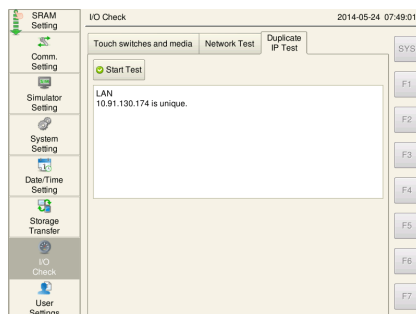 SRAM
Setting
I/O Check
2014-05-24 07:49:01
Comm.
Setting
Simulator
Setting
System
Setting
Date/Time
Setting
Storage
Transfer
I/O
Check
User
Settings
Touch switches and media
Network Test
Duplicate
IP Test
Start Test
LAN
10.91.130.174 is unique.
SYS
F1
F2
F3
F4
F5
F6
F7